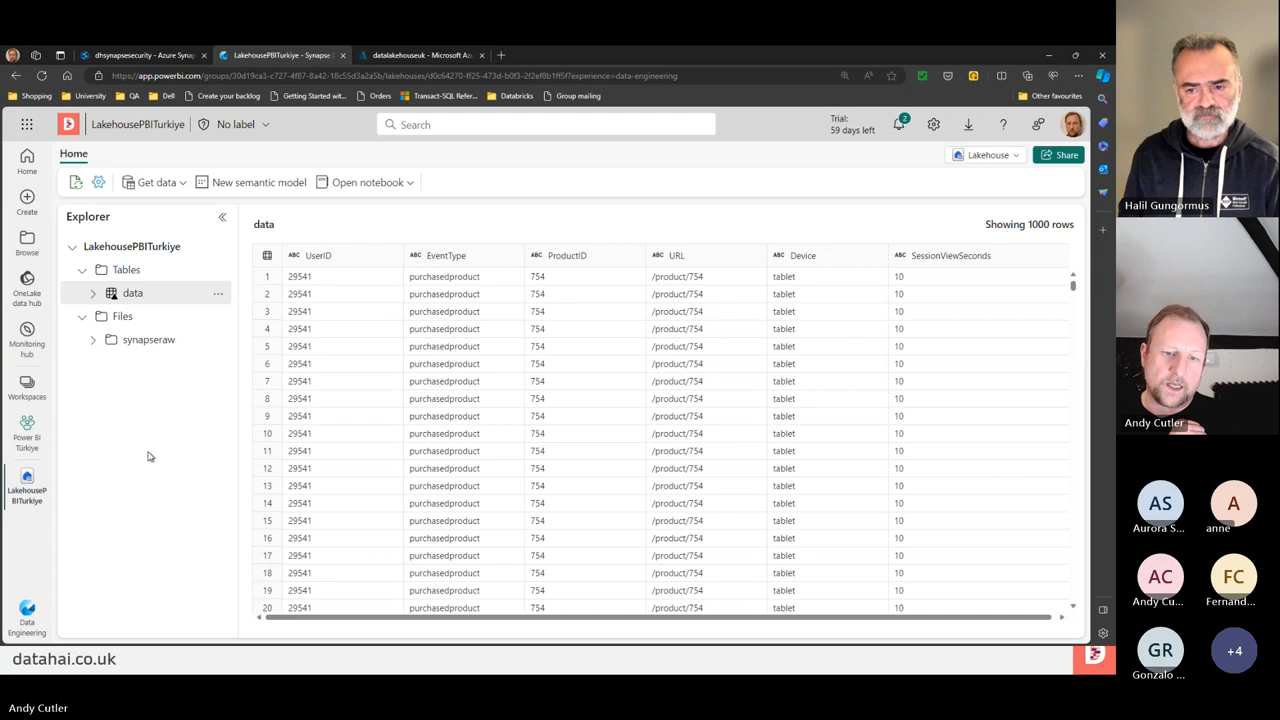 dhsynapsesecurity - Azure Syna
LakehousePBITurkiye - Synapse
datalakehouseuk - Microsoft Az
https://app.powerbi.com/groups/30d19ca3-c727-4f87-8a42-18c55d3a2a5b/lakehouses/d0c64270-ff25-473d-b0f3-2f2ef8b1ff5f?experience=data-engineering
Shopping
University
QA
Dell
Create your backlog
Getting Started wit...
Orders
Transact-SQL Refer...
Databricks
Group mailing
Other favourites
LakehousePBITurkiye
No label
Search
Trial:
59 days left
2
Home
Lakehouse
Share
Get data
New semantic model
Open notebook
Home
Create
Browse
OneLake
data hub
Monitoring
hub
Workspaces
Power BI
Türkiye
LakehouseP
BITurkiye
Data
Engineering
Explorer
LakehousePBITurkiye
Tables
data
Files
synapseraw
data
Showing 1000 rows
ABC UserID ABC EventType ABC ProductID ABC URL ABC Device ABC SessionViewSeconds
1 29541 purchasedproduct 754 /product/754 tablet 10
2 29541 purchasedproduct 754 /product/754 tablet 10
3 29541 purchasedproduct 754 /product/754 tablet 10
4 29541 purchasedproduct 754 /product/754 tablet 10
5 29541 purchasedproduct 754 /product/754 tablet 10
6 29541 purchasedproduct 754 /product/754 tablet 10
7 29541 purchasedproduct 754 /product/754 tablet 10
8 29541 purchasedproduct 754 /product/754 tablet 10
9 29541 purchasedproduct 754 /product/754 tablet 10
10 29541 purchasedproduct 754 /product/754 tablet 10
11 29541 purchasedproduct 754 /product/754 tablet 10
12 29541 purchasedproduct 754 /product/754 tablet 10
13 29541 purchasedproduct 754 /product/754 tablet 10
14 29541 purchasedproduct 754 /product/754 tablet 10
15 29541 purchasedproduct 754 /product/754 tablet 10
16 29541 purchasedproduct 754 /product/754 tablet 10
17 29541 purchasedproduct 754 /product/754 tablet 10
18 29541 purchasedproduct 754 /product/754 tablet 10
19 29541 purchasedproduct 754 /product/754 tablet 10
20 29541 purchasedproduct 754 /product/754 tablet 10
datahai.co.uk
Andy Cutler
Halil Gungormus
Andy Cutler
AS
Aurora S...
A
anne
AC
Andy Cu...
FC
Fernand...
GR
Gonzalo ...
+4